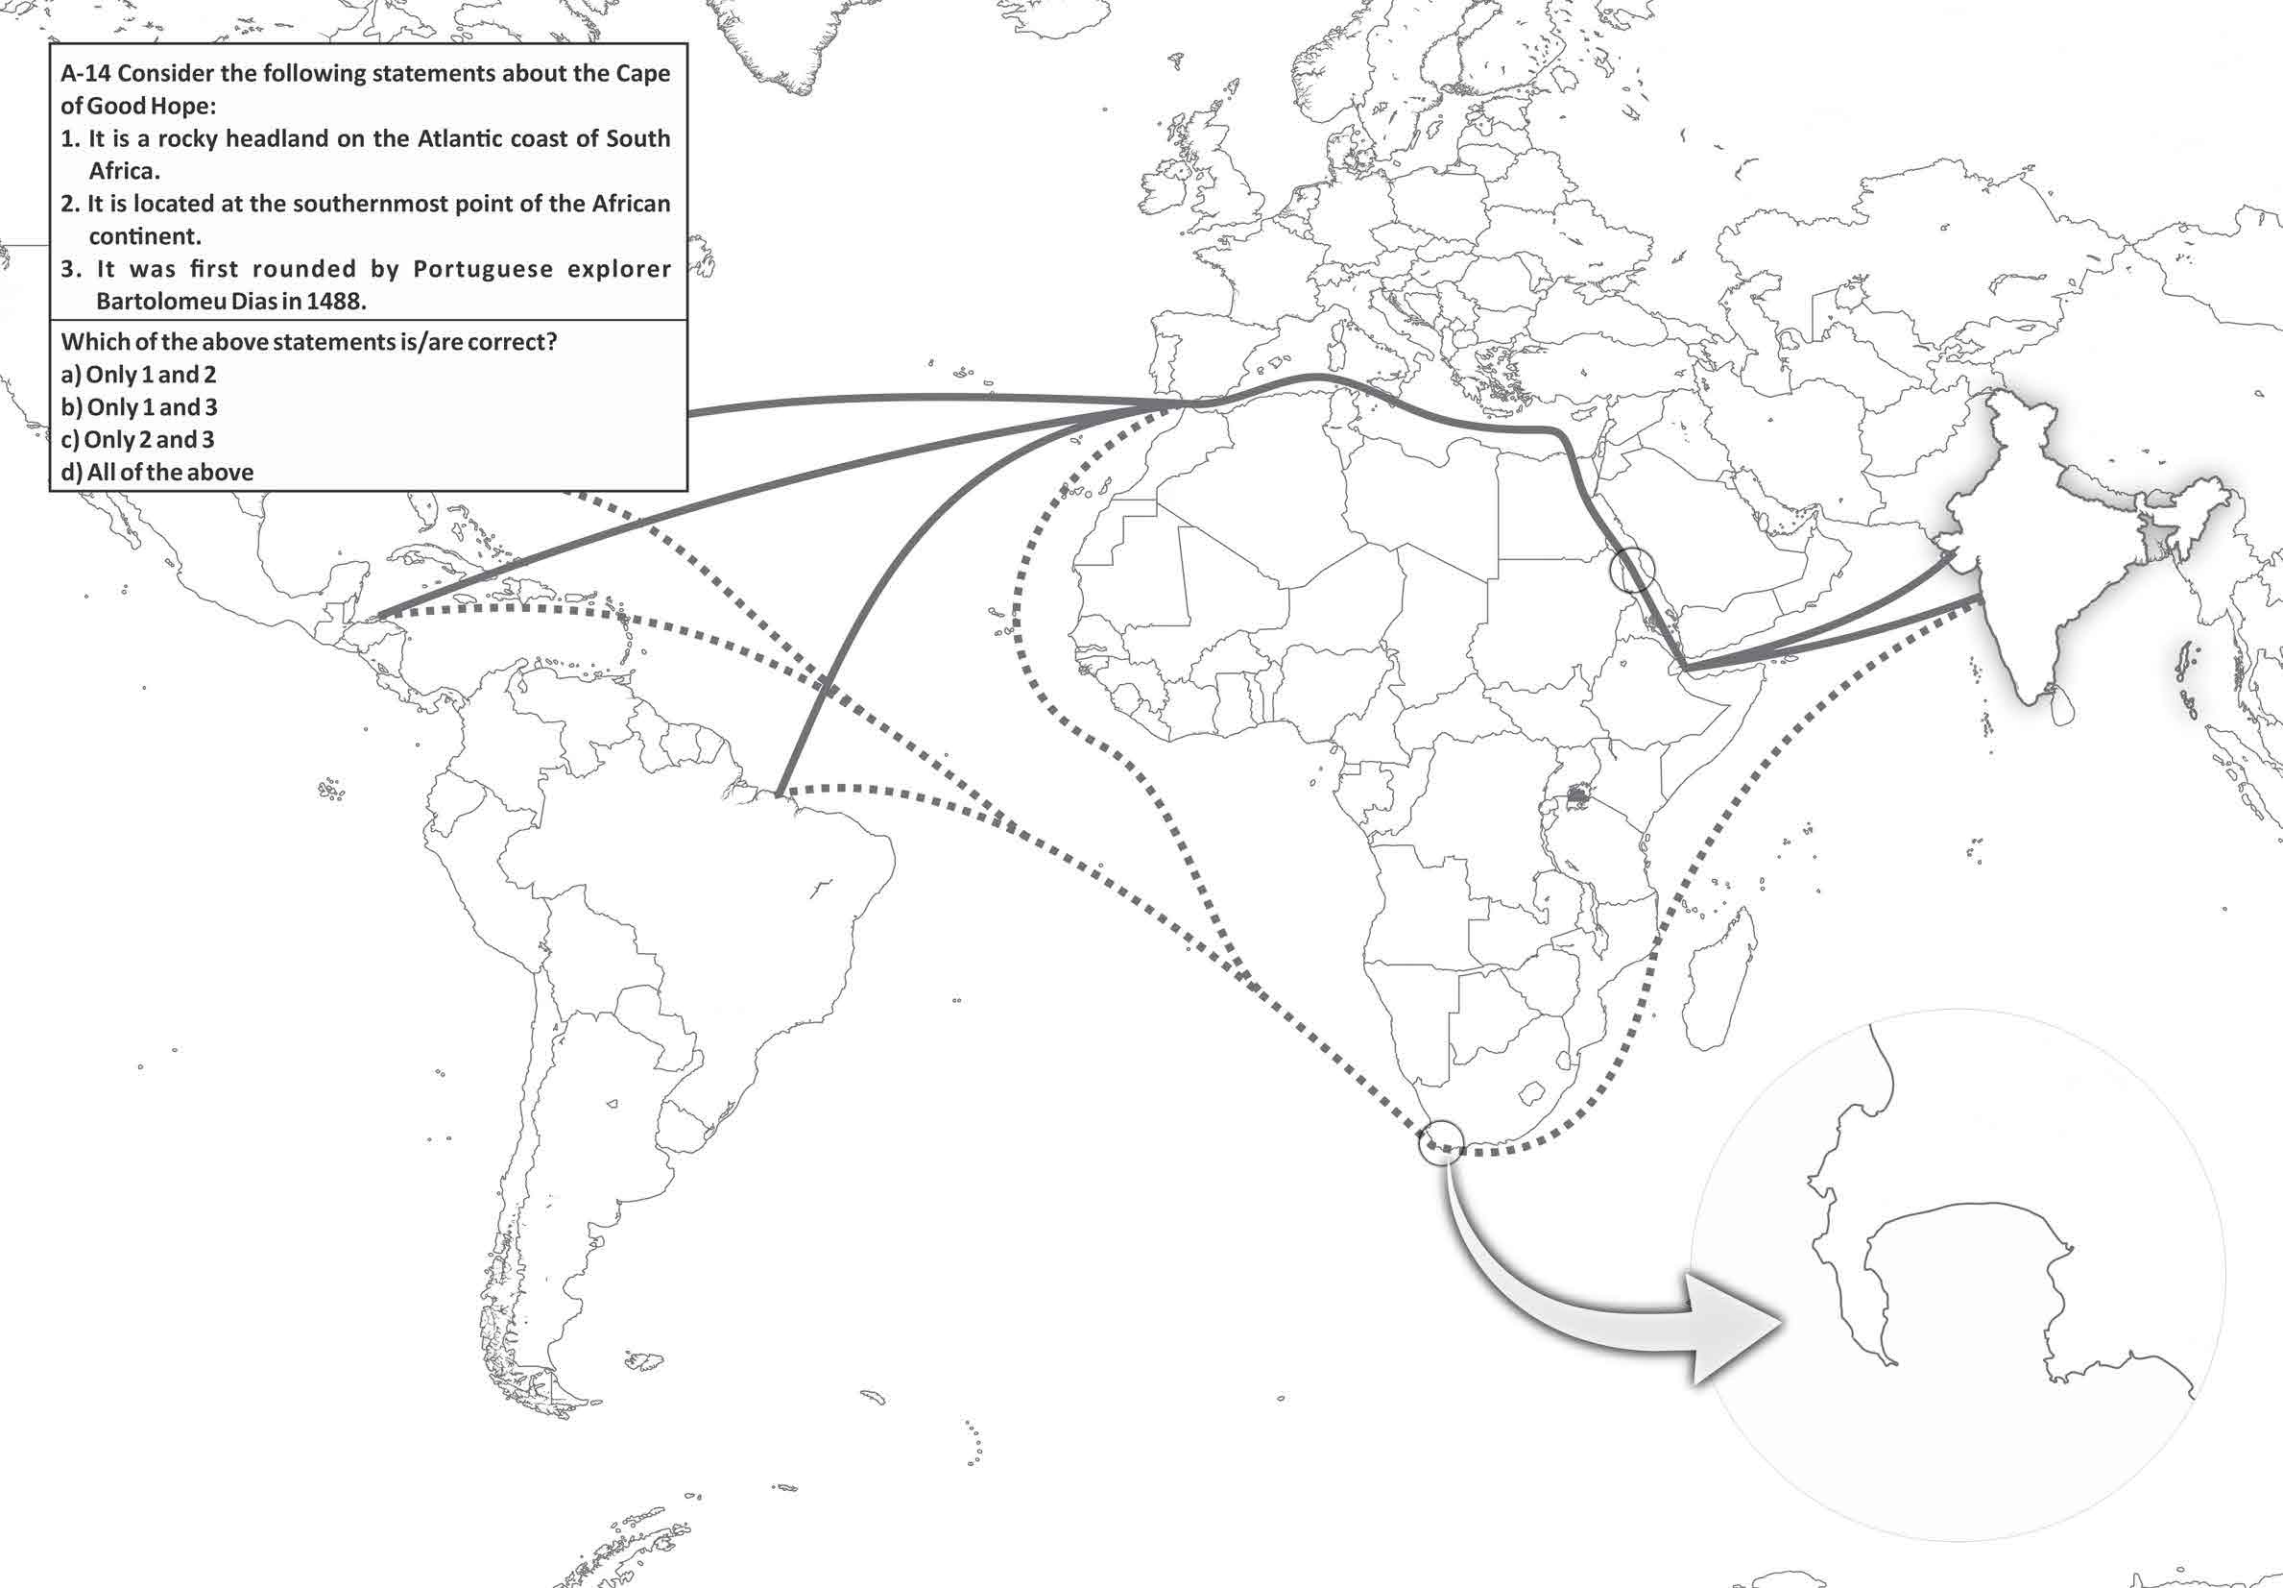 A-14 Consider the following statements about the Cape
of Good Hope:
1. It is a rocky headland on the Atlantic coast of South
Africa.
2. It is located at the southernmost point of the African
continent.
3. It was first rounded by Portuguese explorer
Bartolomeu Dias in 1488.
Which of the above statements is/are correct?
a) Only 1 and 2
b) Only 1 and 3
c) Only 2 and 3
d) All of the above